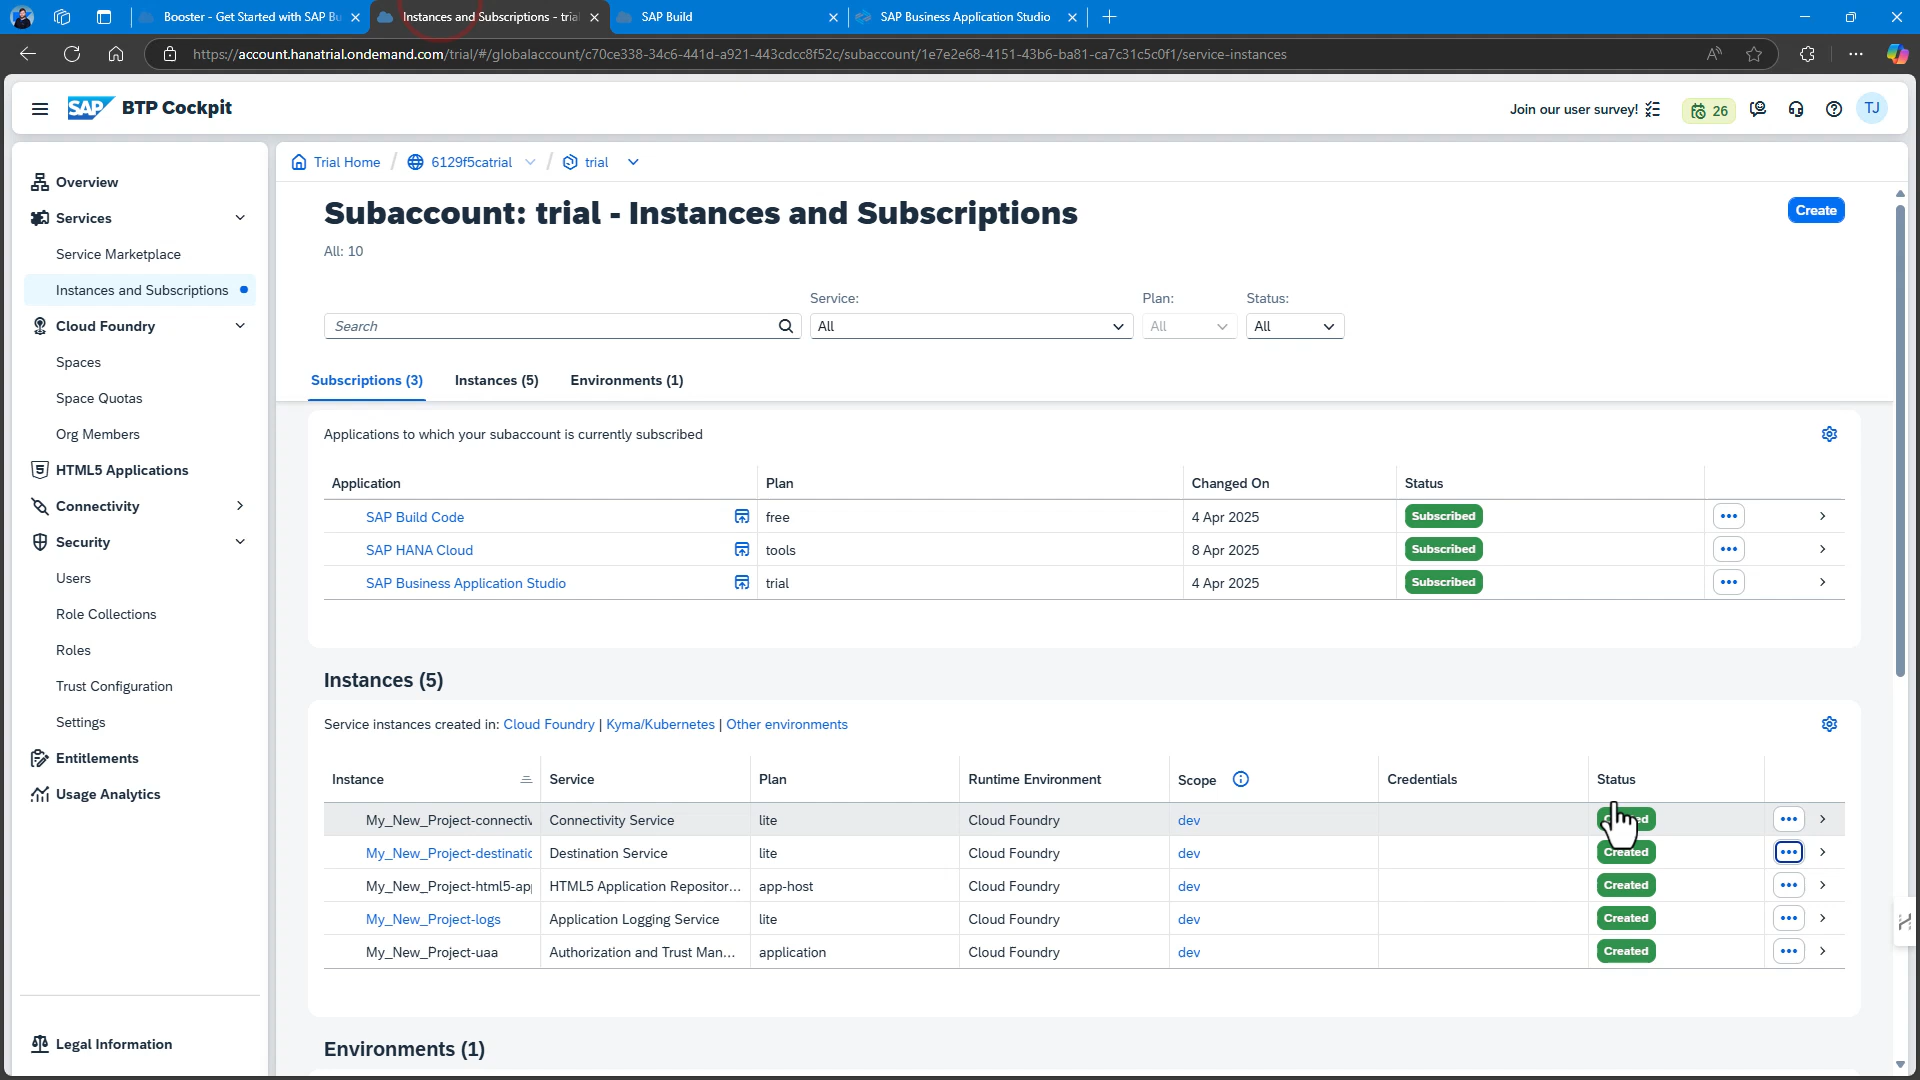 Booster - Get Started with SAP Bu
Instances and Subscriptions - tria
SAP Build
SAP Business Application Studio
https://account.hanatrial.ondemand.com/trial/#/globalaccount/c70ce338-34c6-441d-a921-443cdcc8f52c/subaccount/1e7e2e68-4151-43b6-ba81-ca7c31c5c0f1/service-instances
SAP BTP Cockpit
Join our user survey!
26
TJ
Overview
Services
Service Marketplace
Instances and Subscriptions
Cloud Foundry
Spaces
Space Quotas
Org Members
HTML5 Applications
Connectivity
Security
Users
Role Collections
Roles
Trust Configuration
Settings
Entitlements
Usage Analytics
Legal Information
Trial Home / 6129f5catrial / trial
Subaccount: trial - Instances and Subscriptions
Create
All: 10
Service: Plan: Status:
Search All All All
Subscriptions (3) Instances (5) Environments (1)
Applications to which your subaccount is currently subscribed
Application Plan Changed On Status
SAP Build Code free 4 Apr 2025 Subscribed
SAP HANA Cloud tools 8 Apr 2025 Subscribed
SAP Business Application Studio trial 4 Apr 2025 Subscribed
Instances (5)
Service instances created in: Cloud Foundry | Kyma/Kubernetes | Other environments
Instance Service Plan Runtime Environment Scope Credentials Status
My_New_Project-connectiv Connectivity Service lite Cloud Foundry dev
My_New_Project-destinatic Destination Service lite Cloud Foundry dev Created
My_New_Project-html5-ap Application HTML5 Application Repositor... app-host Cloud Foundry dev Created
My_New_Project-logs Application Logging Service lite Cloud Foundry dev Created
My_New_Project-uaa Authorization and Trust Man... application Cloud Foundry dev Created
Environments (1)